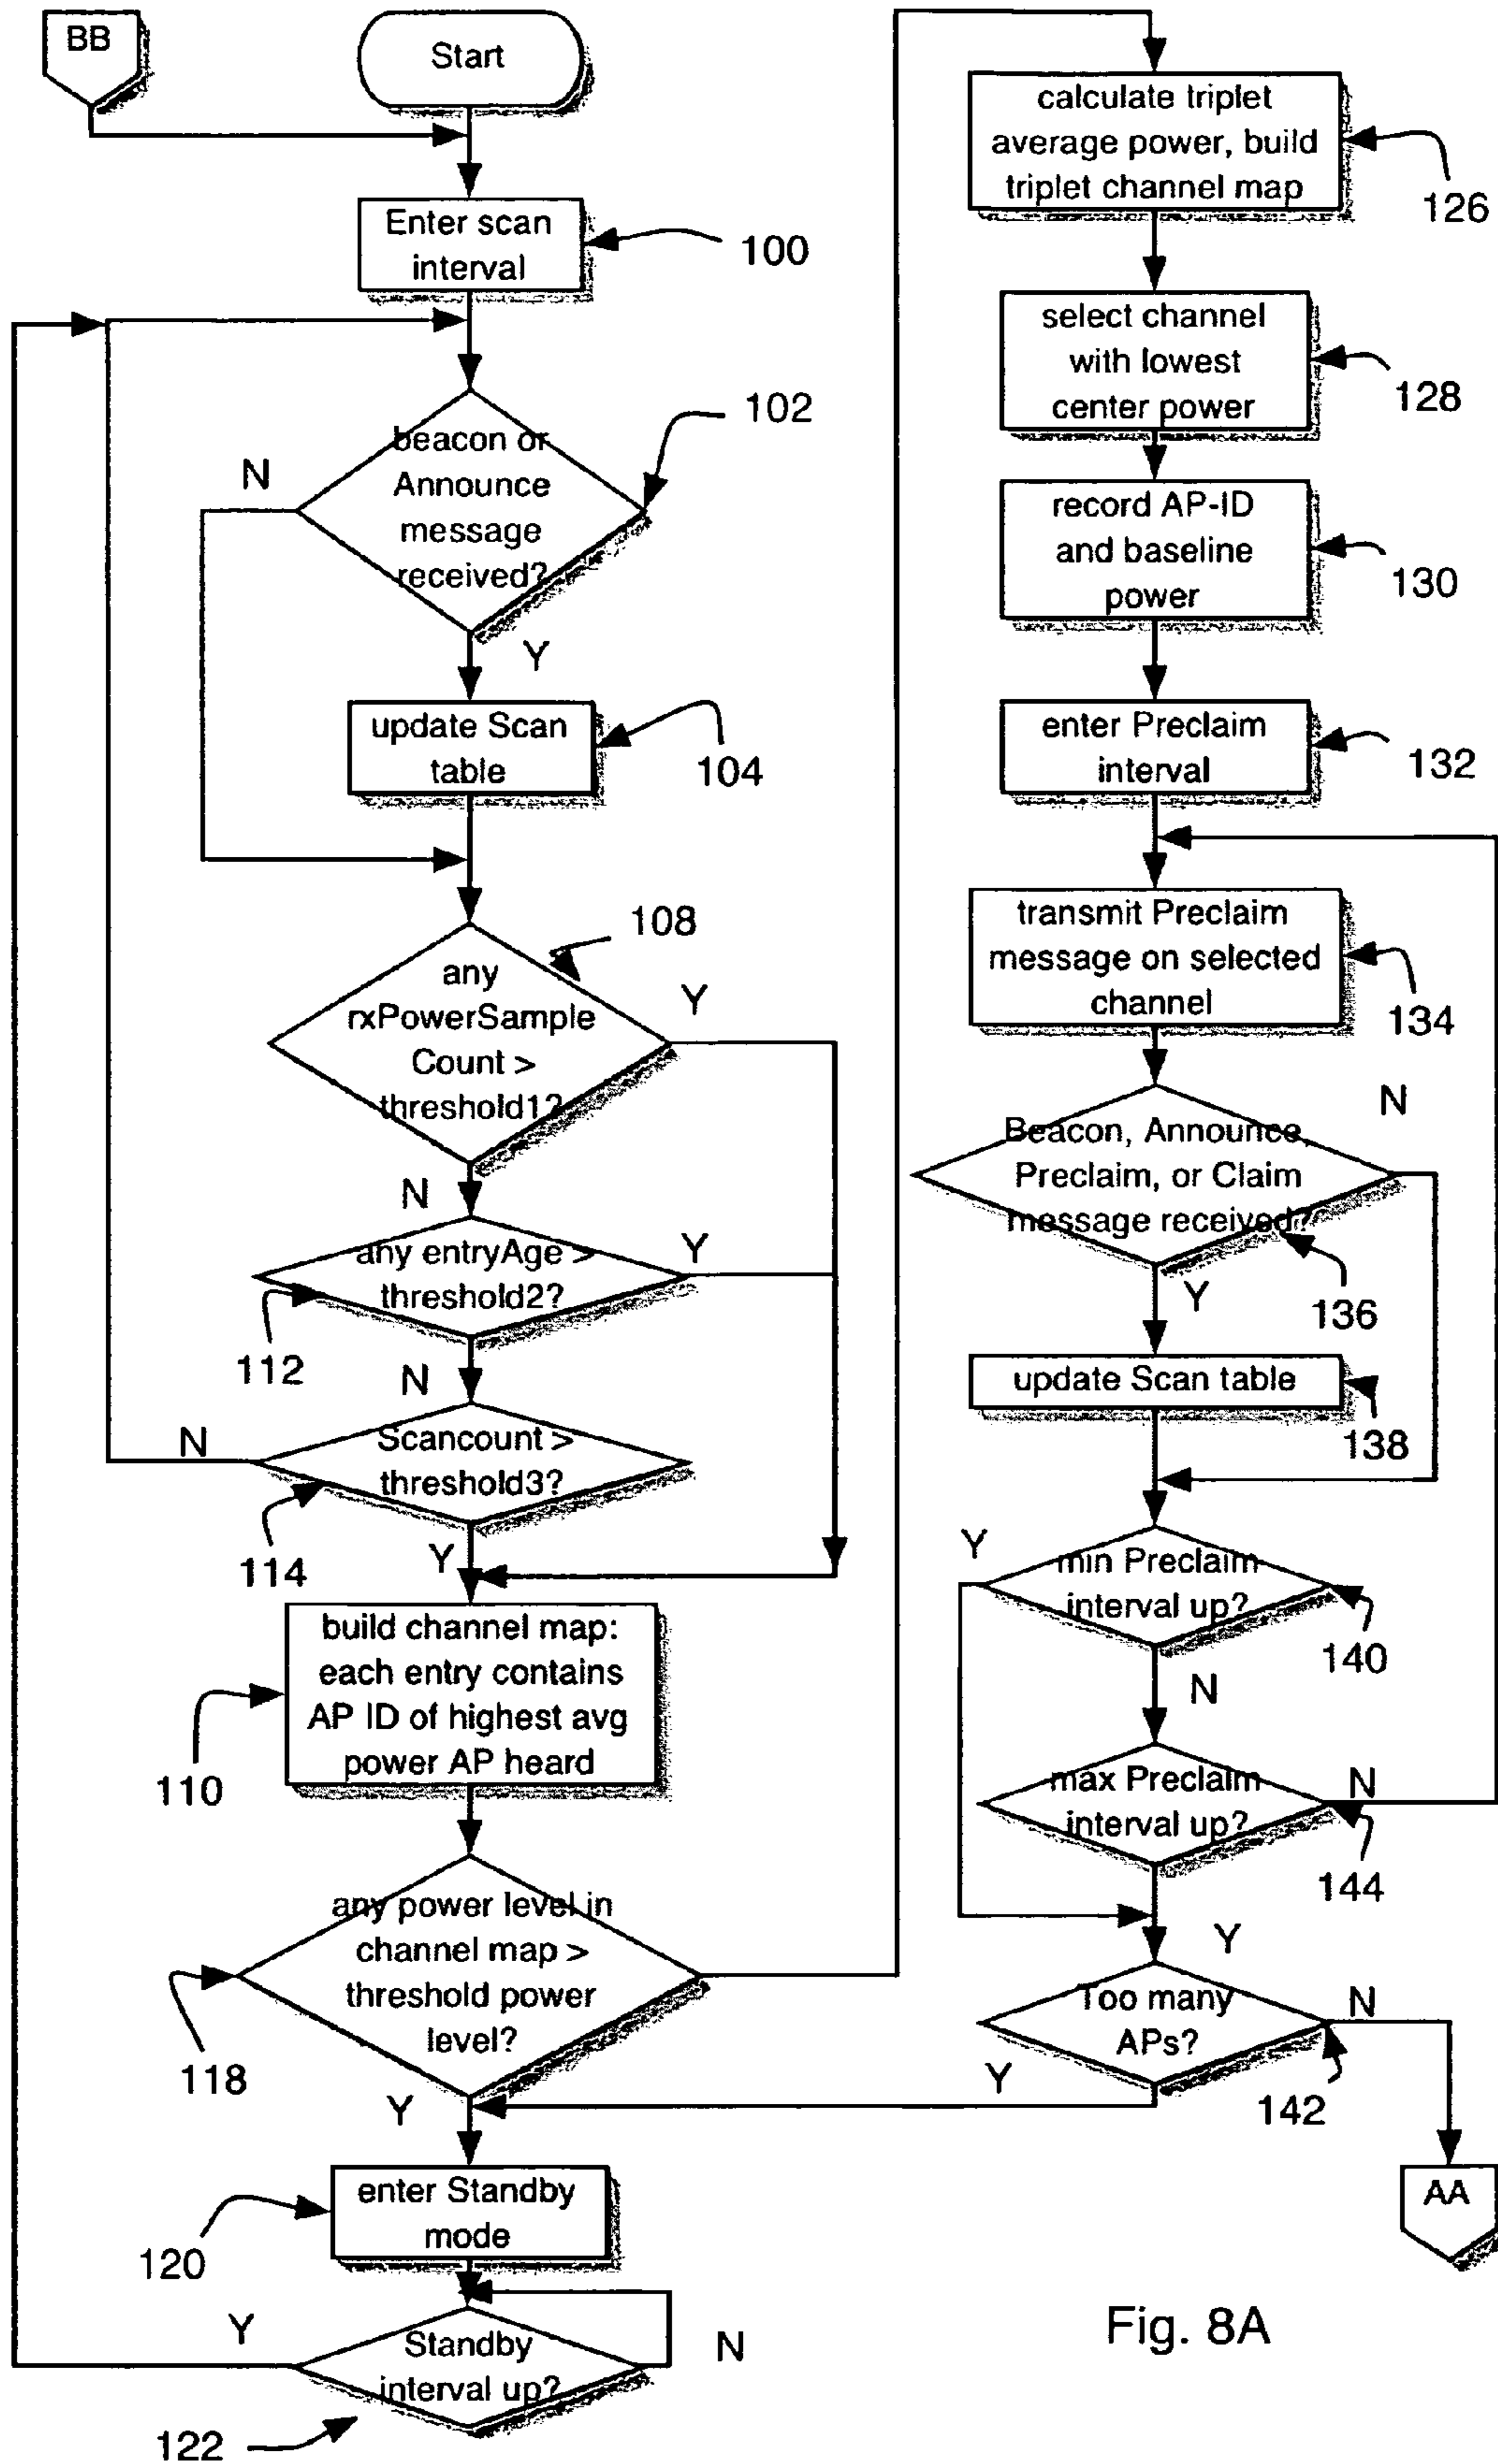 BB
Start
Enter scan
interval
100
beacon or
Announce
message
received?
102
N
Y
update Scan
table
104
any
rxPowerSample
Count >
threshold1?
108
Y
N
any entryAge >
threshold2?
Y
112
N
Scancount >
threshold3?
N
114
Y
build channel map:
each entry contains
AP ID of highest avg
power AP heard
110
any power level in
channel map >
threshold power
level?
118
Y
enter Standby
mode
120
Standby
interval up?
Y
N
122
calculate triplet
average power, build
triplet channel map
126
select channel
with lowest
center power
128
record AP-ID
and baseline
power
130
enter Preclaim
interval
132
transmit Preclaim
message on selected
channel
134
Beacon, Announce,
Preclaim, or Claim
message received?
N
136
Y
update Scan table
138
min Preclaim
interval up?
Y
140
N
max Preclaim
interval up?
N
144
Y
Too many
APs?
N
Y
142
AA
Fig. 8A